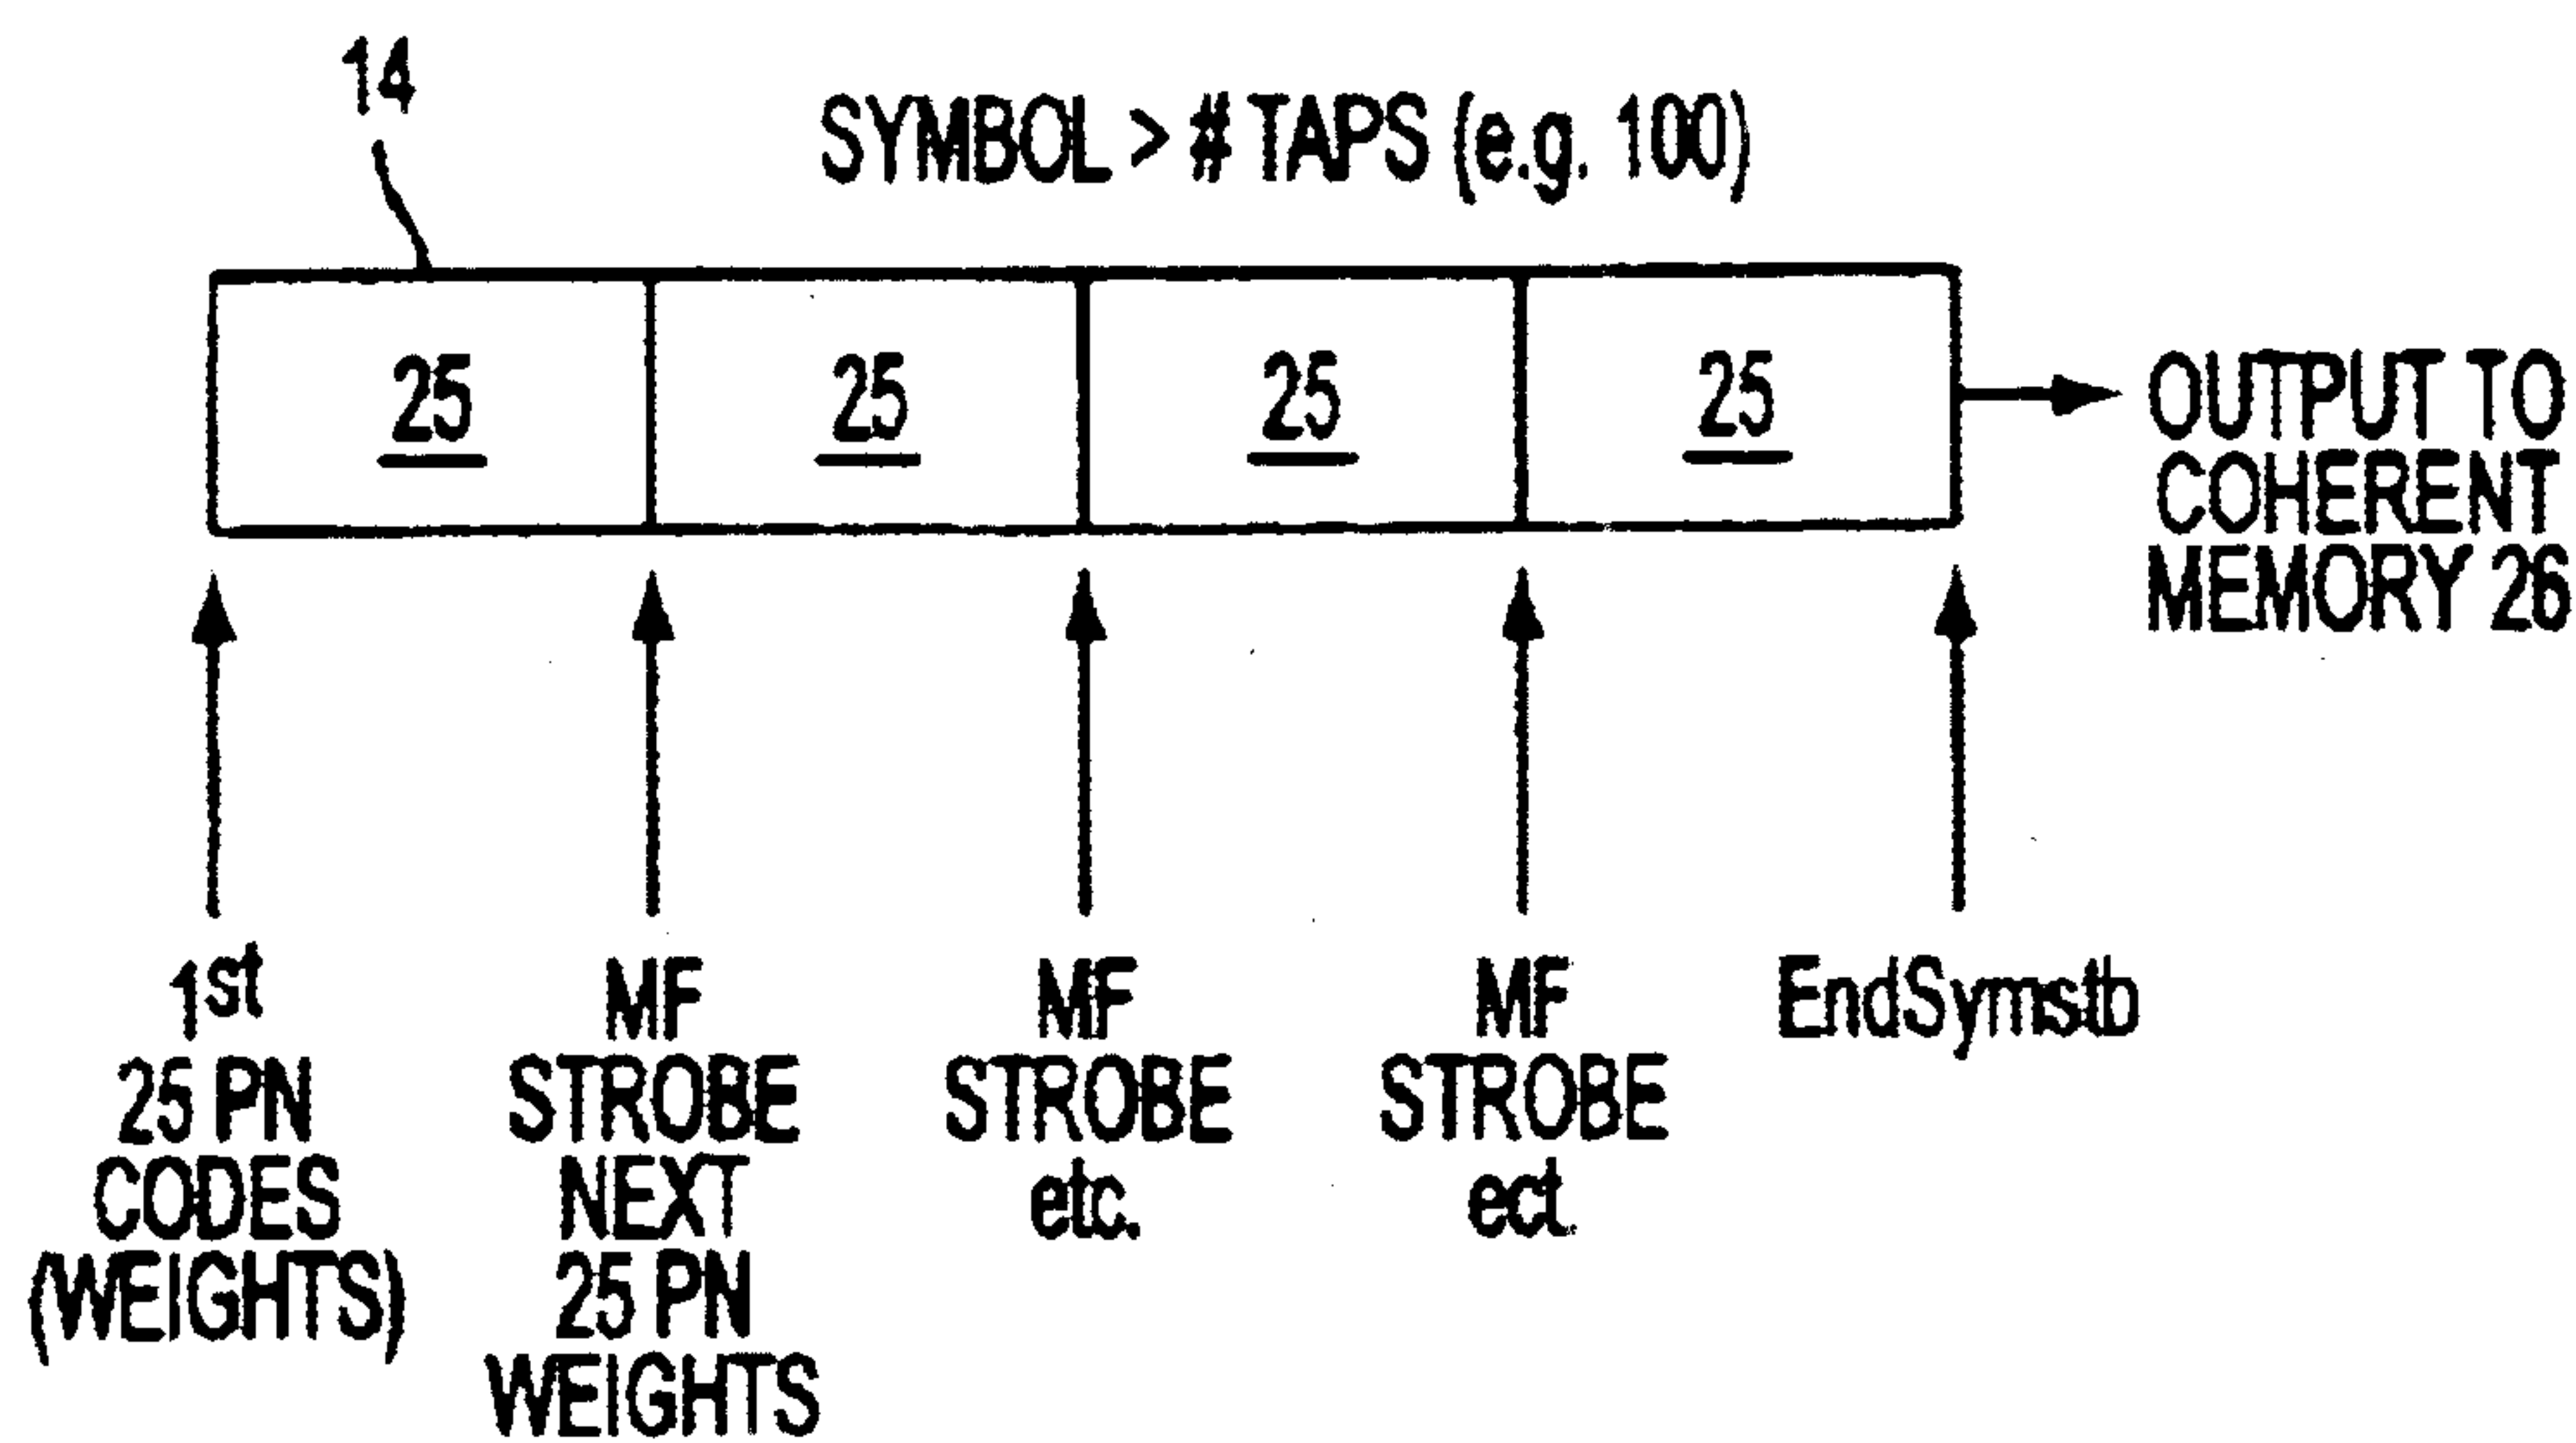 14
SYMBOL > # TAPS (e.g. 100)
25
25
25
25
OUTPUT TO
COHERENT
MEMORY 26
1st
25 PN
CODES
(WEIGHTS)
MF
STROBE
NEXT
25 PN
WEIGHTS
MF
STROBE
etc.
MF
STROBE
ect.
EndSymstb